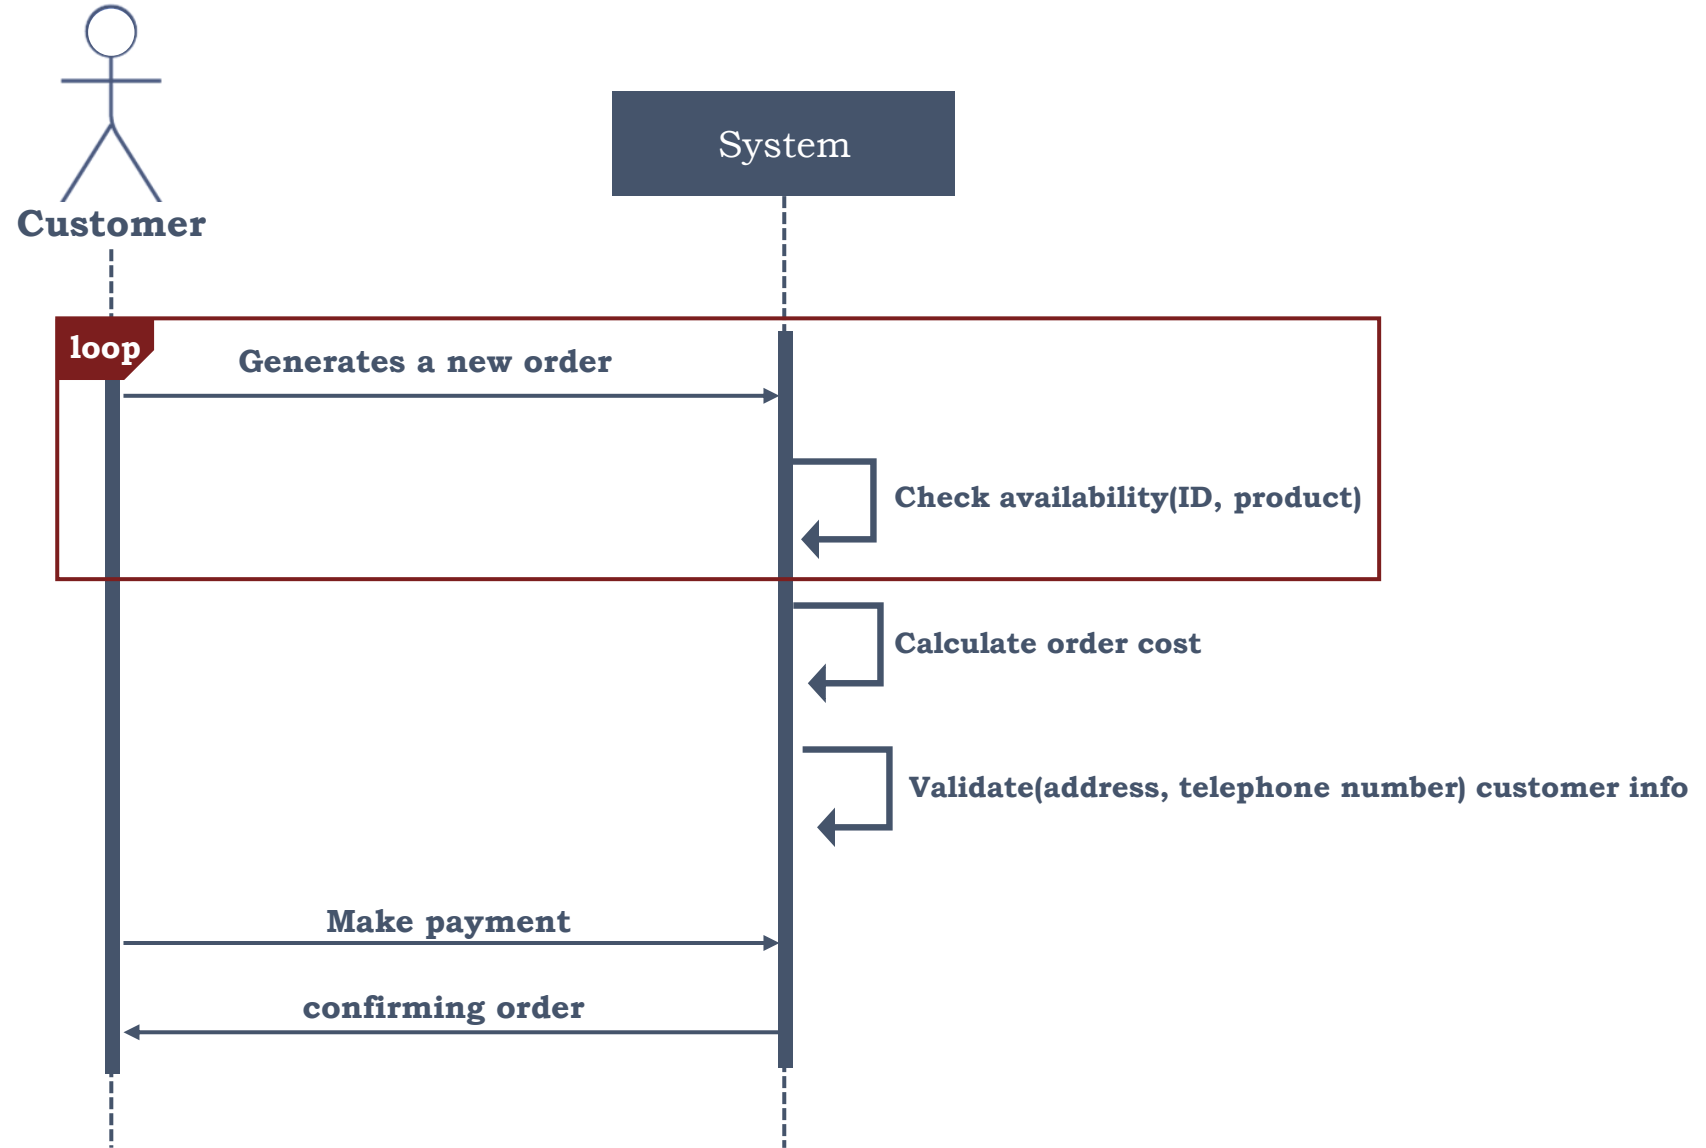 System
Customer
loop
Generates a new order
Check availability(ID, product)
Calculate order cost
Validate(address, telephone number) customer info
Make payment
confirming order